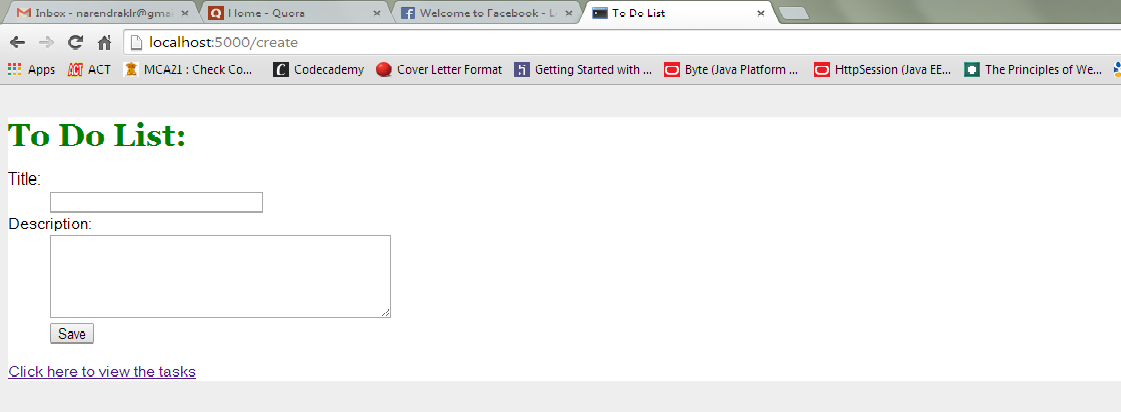 Inbox - narendraklr@gmai
Home - Quora
Welcome to Facebook - L
To Do List
localhost:5000/create
Apps
ACT ACT
MCA21 : Check Co...
C Codecademy
Cover Letter Format
Getting Started with ...
Byte (Java Platform ...
HttpSession (Java EE...
The Principles of We...
To Do List:
Title:
Description:
Save
Click here to view the tasks